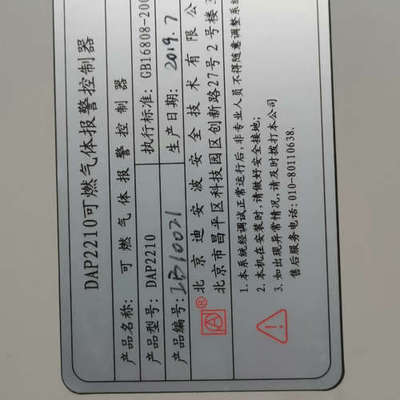 DAP2210可燃气体报警控制器
产品名称: 可燃气体报警控制器
产品型号: DAP2210 执行标准: GB16808-200
产品编号: LB10021 生产日期: 2019.7
北京迪安波安全技术有限公
北京市昌平区科技园区创新路27号2号楼
1. 本系统经调试正常运行后, 非专业人员不得随意调整系统
2. 本机在安装时, 请做好安全接地;
3. 如出现异常情况, 请及时拨打本公司
售后服务电话: 010-80110638.